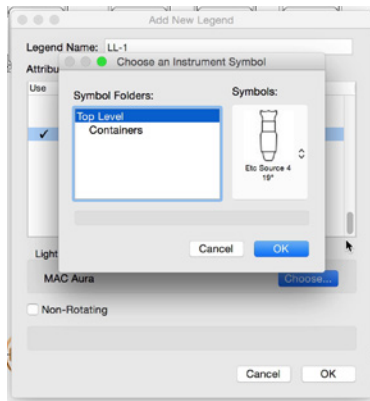 Add New Legend
Legend Name: LL-1
Choose an Instrument Symbol
Attribu
Use
Symbol Folders:
Symbols:
Top Level
Containers
Etc Source 4
19°
Cancel
OK
Light
MAC Aura
Choose...
Non-Rotating
Cancel
OK